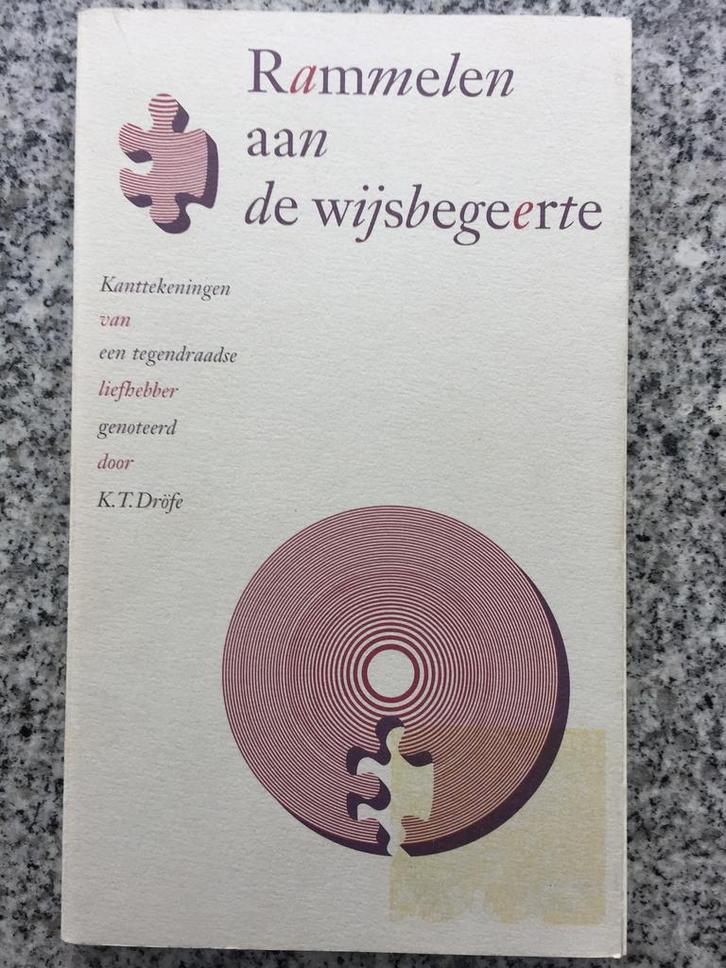 Rammelen
aan
de wijsbegeerte
Kanttekeningen
van
een tegendraadse
liefhebber
genoteerd
door
K.T. Dröfe